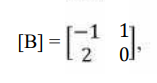 [B] = [−1 1
2 0],